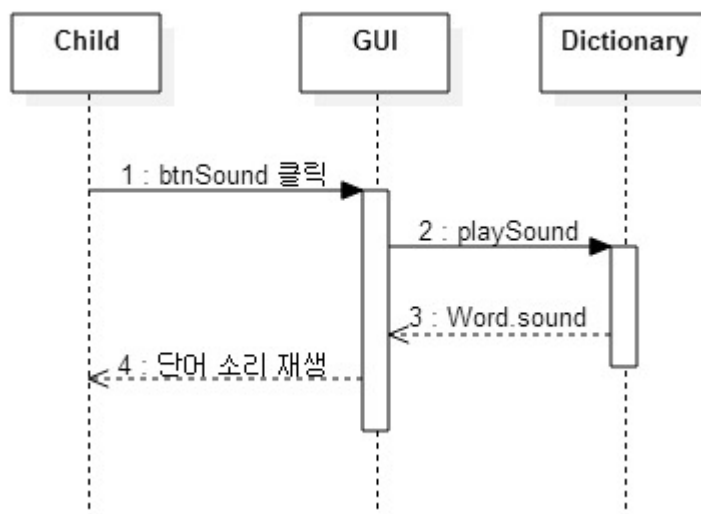 Child
GUI
Dictionary
1 : btnSound 클릭
2 : playSound
3 : Word.sound
4 : 단어 소리 재생